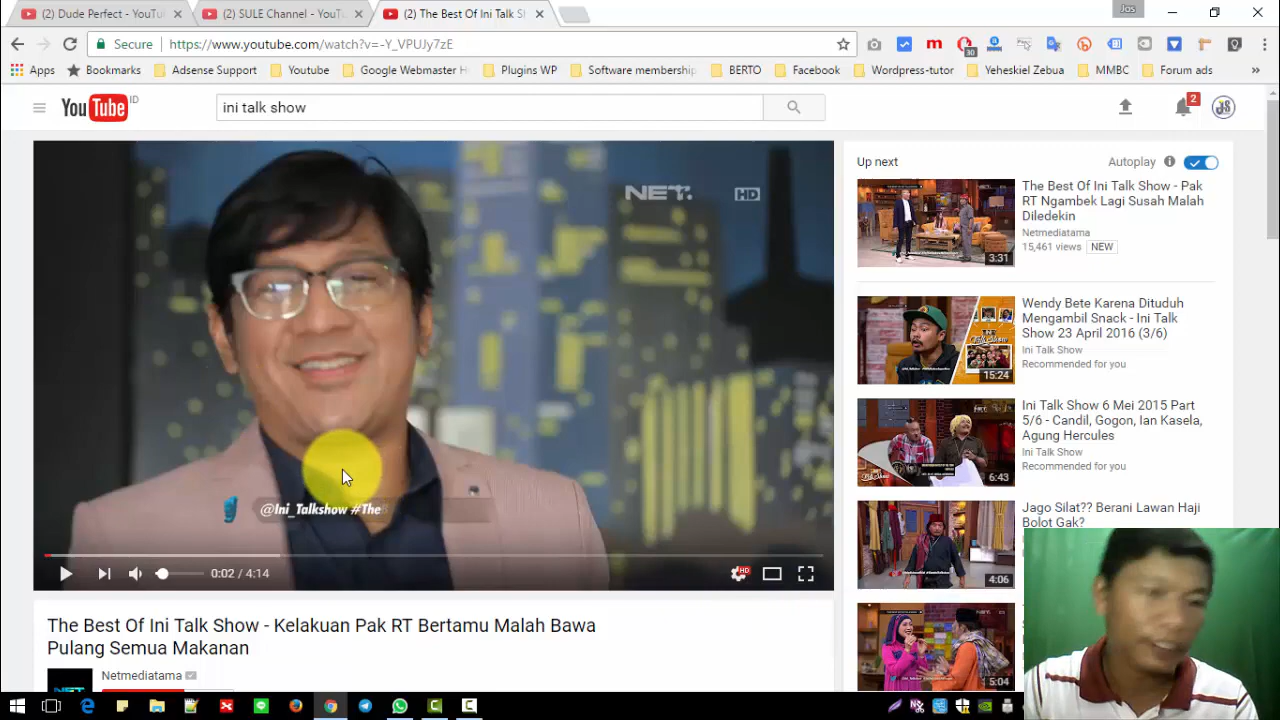 (2) Dude Perfect - YouTu
(2) SULE Channel - YouT
(2) The Best Of Ini Talk S
Jos
Secure
https://www.youtube.com/watch?v=-Y_VPUJy7zE
30
Apps
Bookmarks
Adsense Support
Youtube
Google Webmaster H
Plugins WP
Software membership
BERTO
Facebook
Wordpress-tutor
Yeheskiel Zebua
MMBC
Forum ads
»
YouTube ID
ini talk show
2
NET.
HD
@Ini_Talkshow #TheB
0:02 / 4:14
HD
The Best Of Ini Talk Show - Kelakuan Pak RT Bertamu Malah Bawa
Pulang Semua Makanan
Netmediatama
Up next
Autoplay
The Best Of Ini Talk Show - Pak
RT Ngambek Lagi Susah Malah
Diledekin
Netmediatama
15,461 views NEW
3:31
Wendy Bete Karena Dituduh
Mengambil Snack - Ini Talk
Show 23 April 2016 (3/6)
Ini Talk Show
Recommended for you
15:24
Ini Talk Show 6 Mei 2015 Part
5/6 - Candil, Gogon, Ian Kasela,
Agung Hercules
Recommended for you
6:43
Jago Silat?? Berani Lawan Haji
Bolot Gak?
4:06
5:04